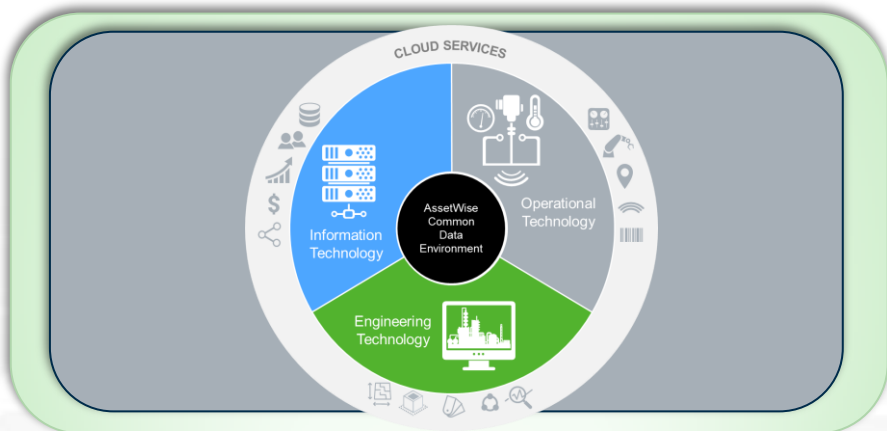 CLOUD SERVICES
Information
Technology
Operational
Technology
AssetWise
Common
Data
Environment
Engineering
Technology